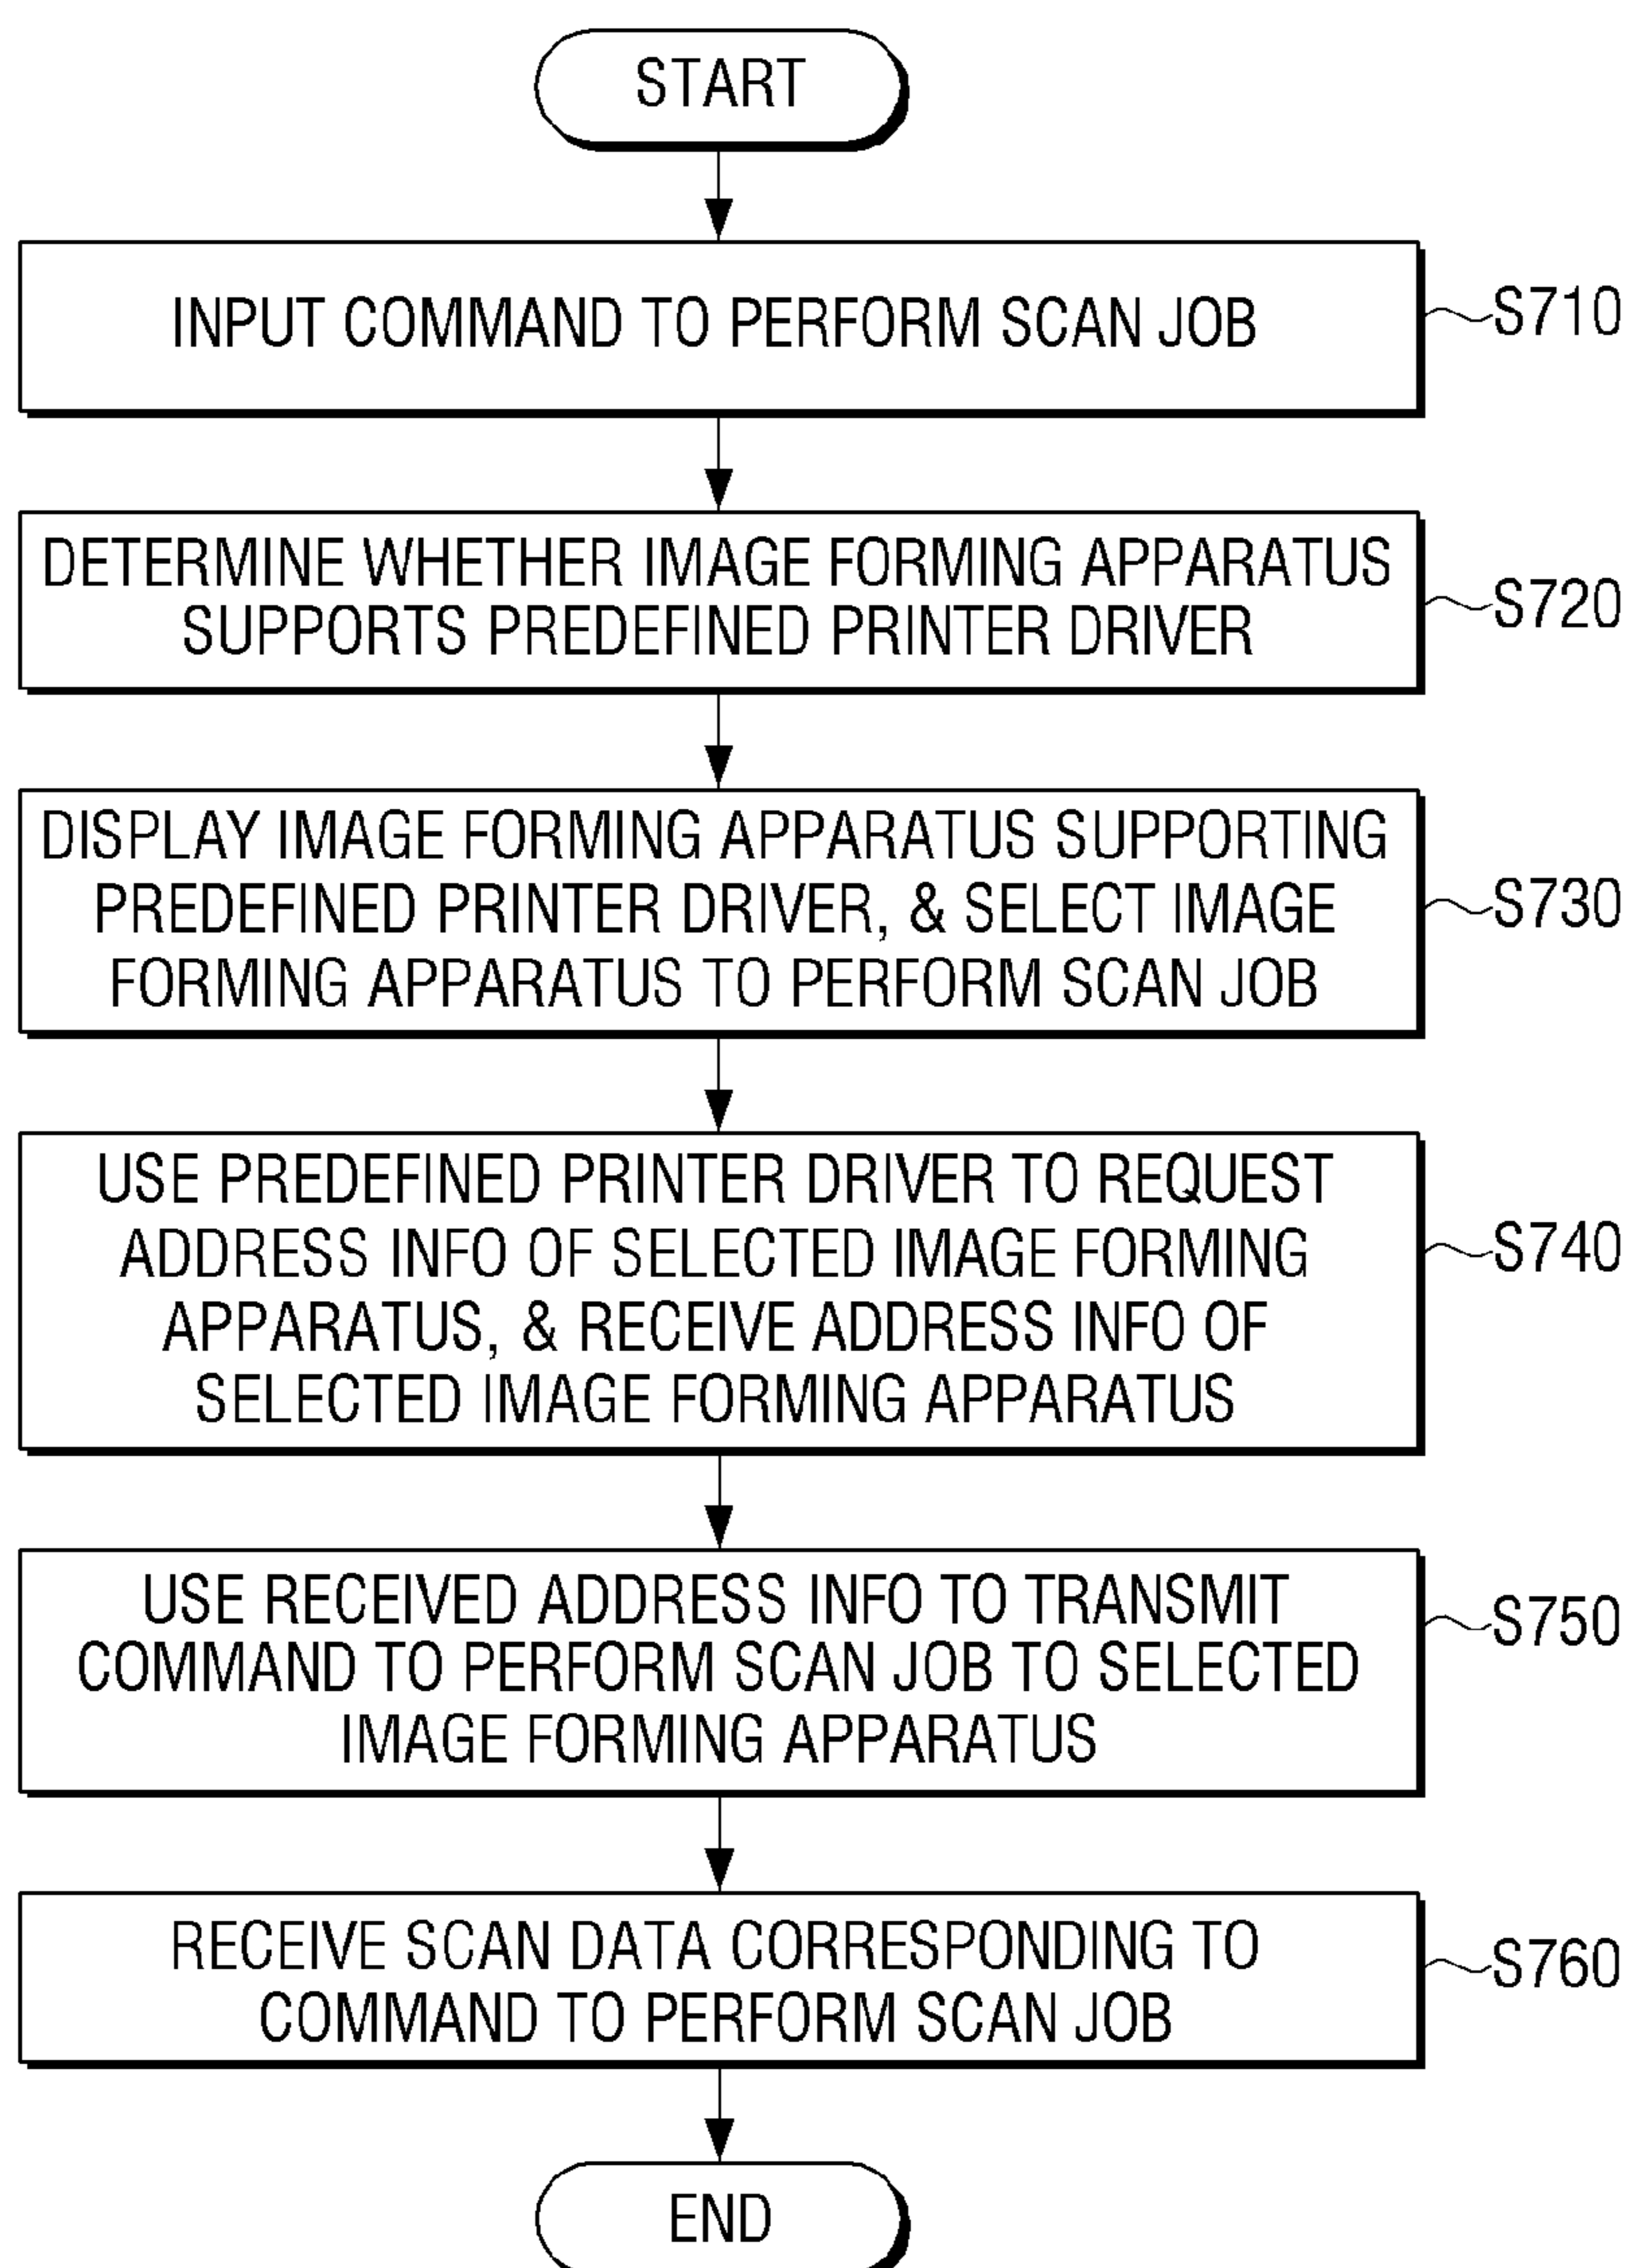 START
INPUT COMMAND TO PERFORM SCAN JOB
S710
DETERMINE WHETHER IMAGE FORMING APPARATUS
SUPPORTS PREDEFINED PRINTER DRIVER
S720
DISPLAY IMAGE FORMING APPARATUS SUPPORTING
PREDEFINED PRINTER DRIVER, & SELECT IMAGE
FORMING APPARATUS TO PERFORM SCAN JOB
S730
USE PREDEFINED PRINTER DRIVER TO REQUEST
ADDRESS INFO OF SELECTED IMAGE FORMING
APPARATUS, & RECEIVE ADDRESS INFO OF
SELECTED IMAGE FORMING APPARATUS
S740
USE RECEIVED ADDRESS INFO TO TRANSMIT
COMMAND TO PERFORM SCAN JOB TO SELECTED
IMAGE FORMING APPARATUS
S750
RECEIVE SCAN DATA CORRESPONDING TO
COMMAND TO PERFORM SCAN JOB
S760
END